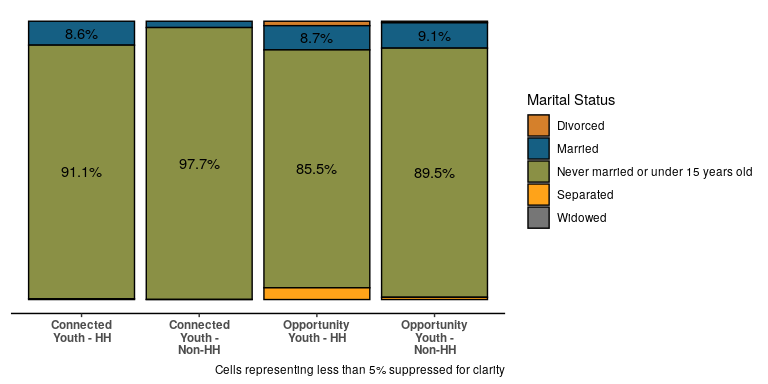 8.6%
8.7%
9.1%
91.1%
97.7%
85.5%
89.5%
Marital Status
Divorced
Married
Never married or under 15 years old
Separated
Widowed
Connected
Youth - HH
Connected
Youth -
Non-HH
Opportunity
Youth - HH
Opportunity
Youth -
Non-HH
Cells representing less than 5% suppressed for clarity